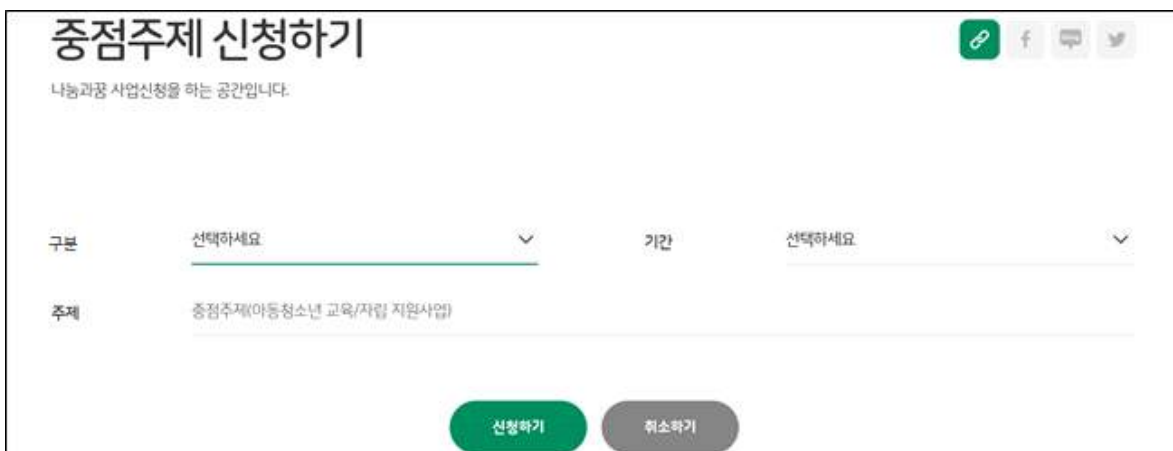 중점주제 신청하기
나눔과꿈 사업신청을 하는 공간입니다.
구분 선택하세요 기간 선택하세요
주제 중점주제(아동청소년 교육/자립 지원사업)
신청하기 취소하기